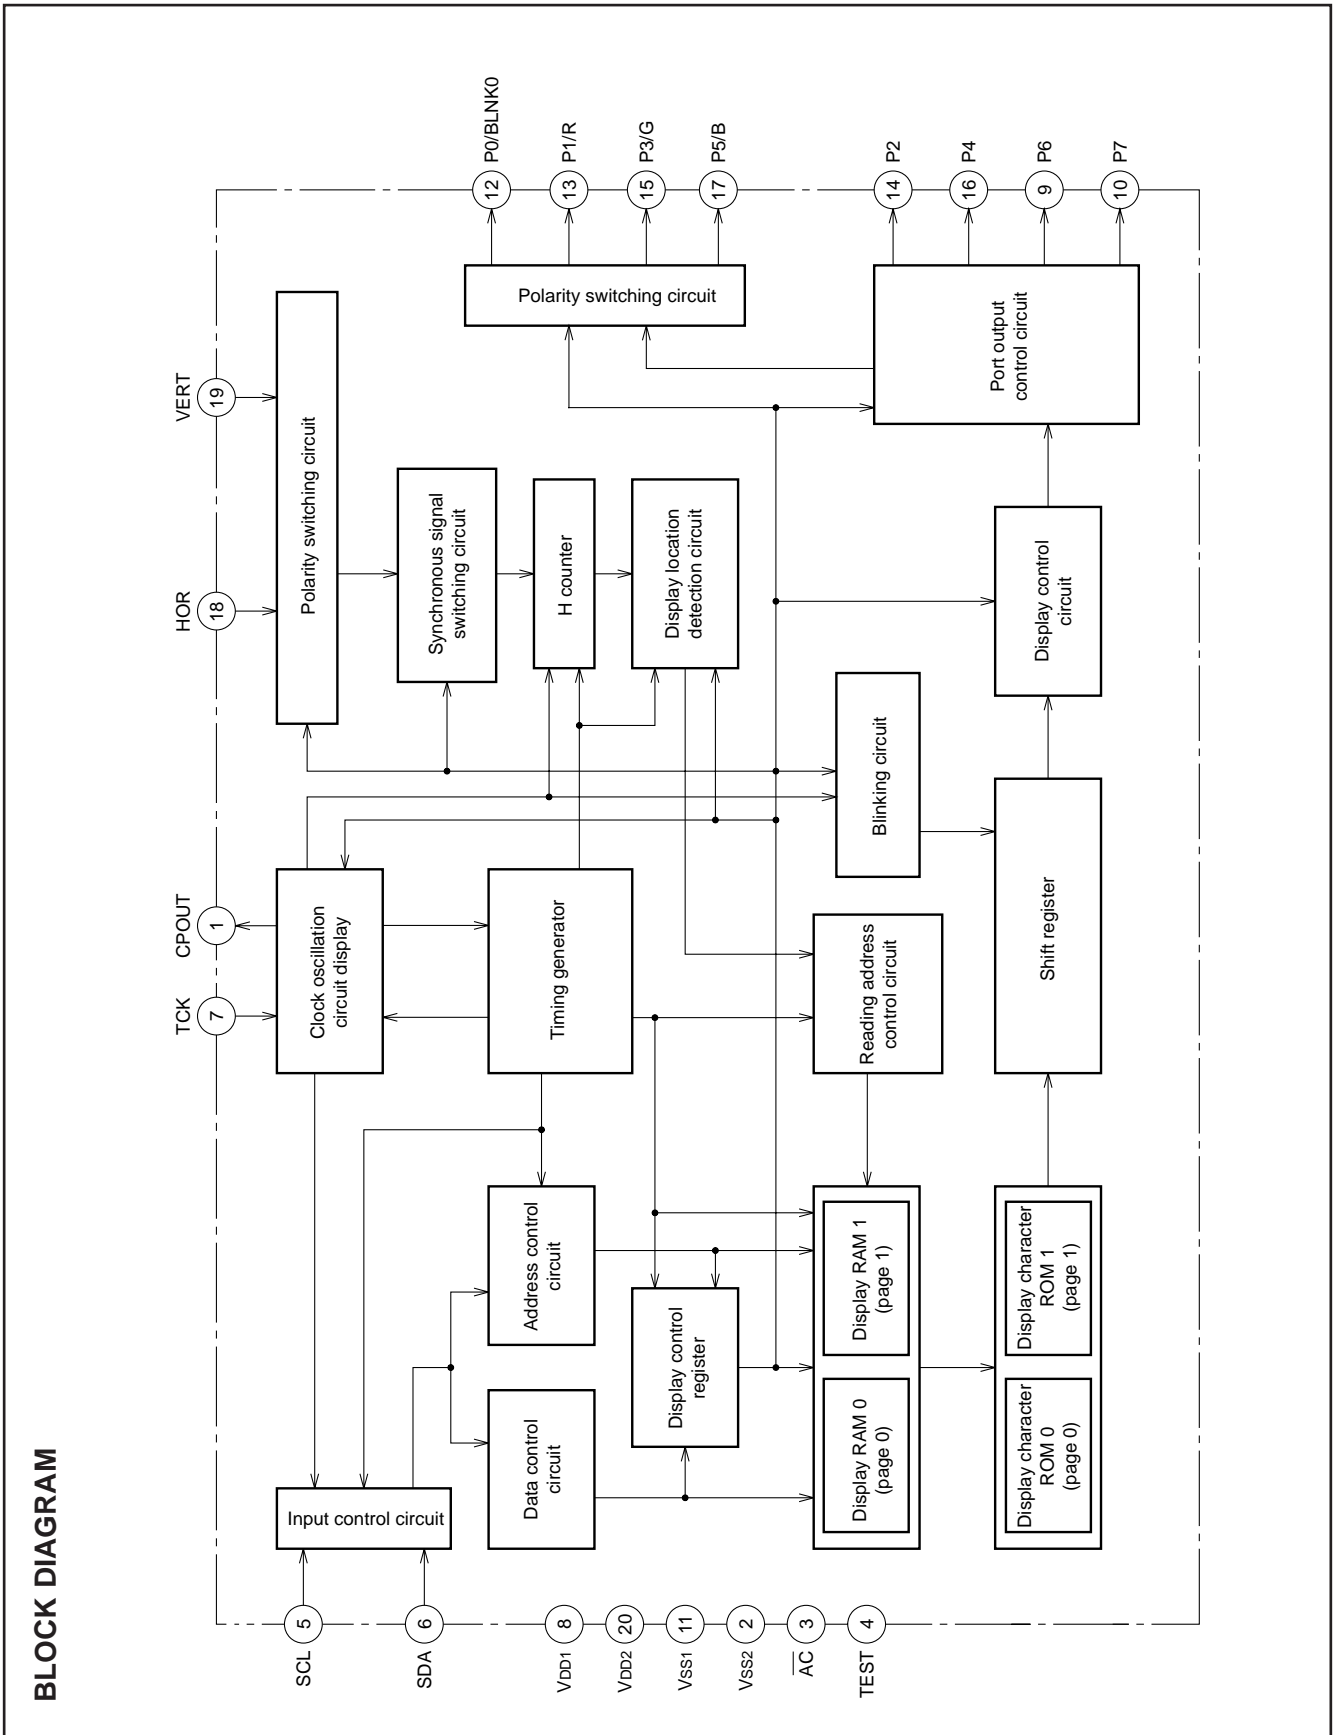 BLOCK DIAGRAM
TCK
7
CPOUT
1
HOR
18
VERT
19
SCL
5
SDA
6
VDD1
8
VDD2
20
VSS1
11
VSS2
2
AC
3
TEST
4
Input control circuit
Clock oscillation
circuit display
Polarity switching circuit
Synchronous signal
switching circuit
Data control
circuit
Address control
circuit
Timing generator
H counter
Display control
register
Display location
detection circuit
Display RAM 0
(page 0)
Display RAM 1
(page 1)
Reading address
control circuit
Blinking circuit
Display character
ROM 0
(page 0)
Display character
ROM 1
(page 1)
Shift register
Display control
circuit
Polarity switching circuit
Port output
control circuit
12
P0/BLNK0
13
P1/R
15
P3/G
17
P5/B
14
P2
16
P4
9
P6
10
P7